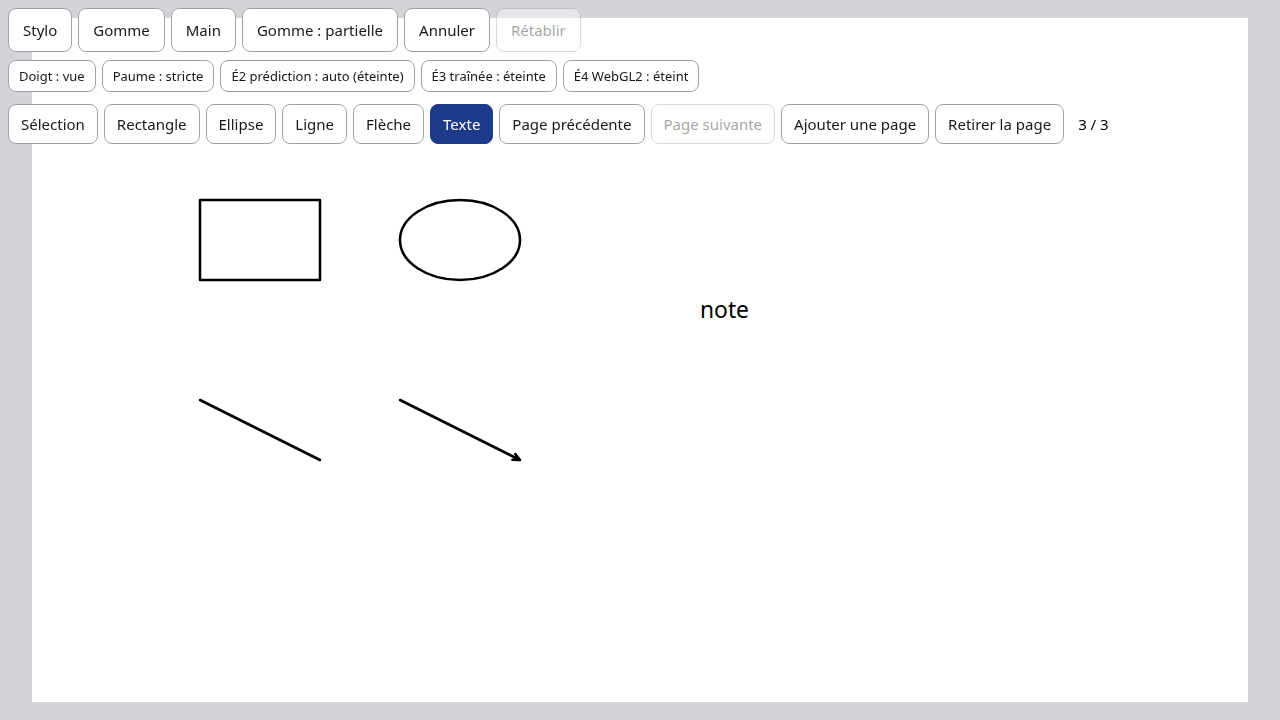 Stylo Gomme Main Gomme : partielle Annuler Rétablir
Doigt : vue Paume : stricte É2 prédiction : auto (éteinte) É3 traînée : éteinte É4 WebGL2 : éteint
Sélection Rectangle Ellipse Ligne Flèche Texte Page précédente Page suivante Ajouter une page Retirer la page 3 / 3
note